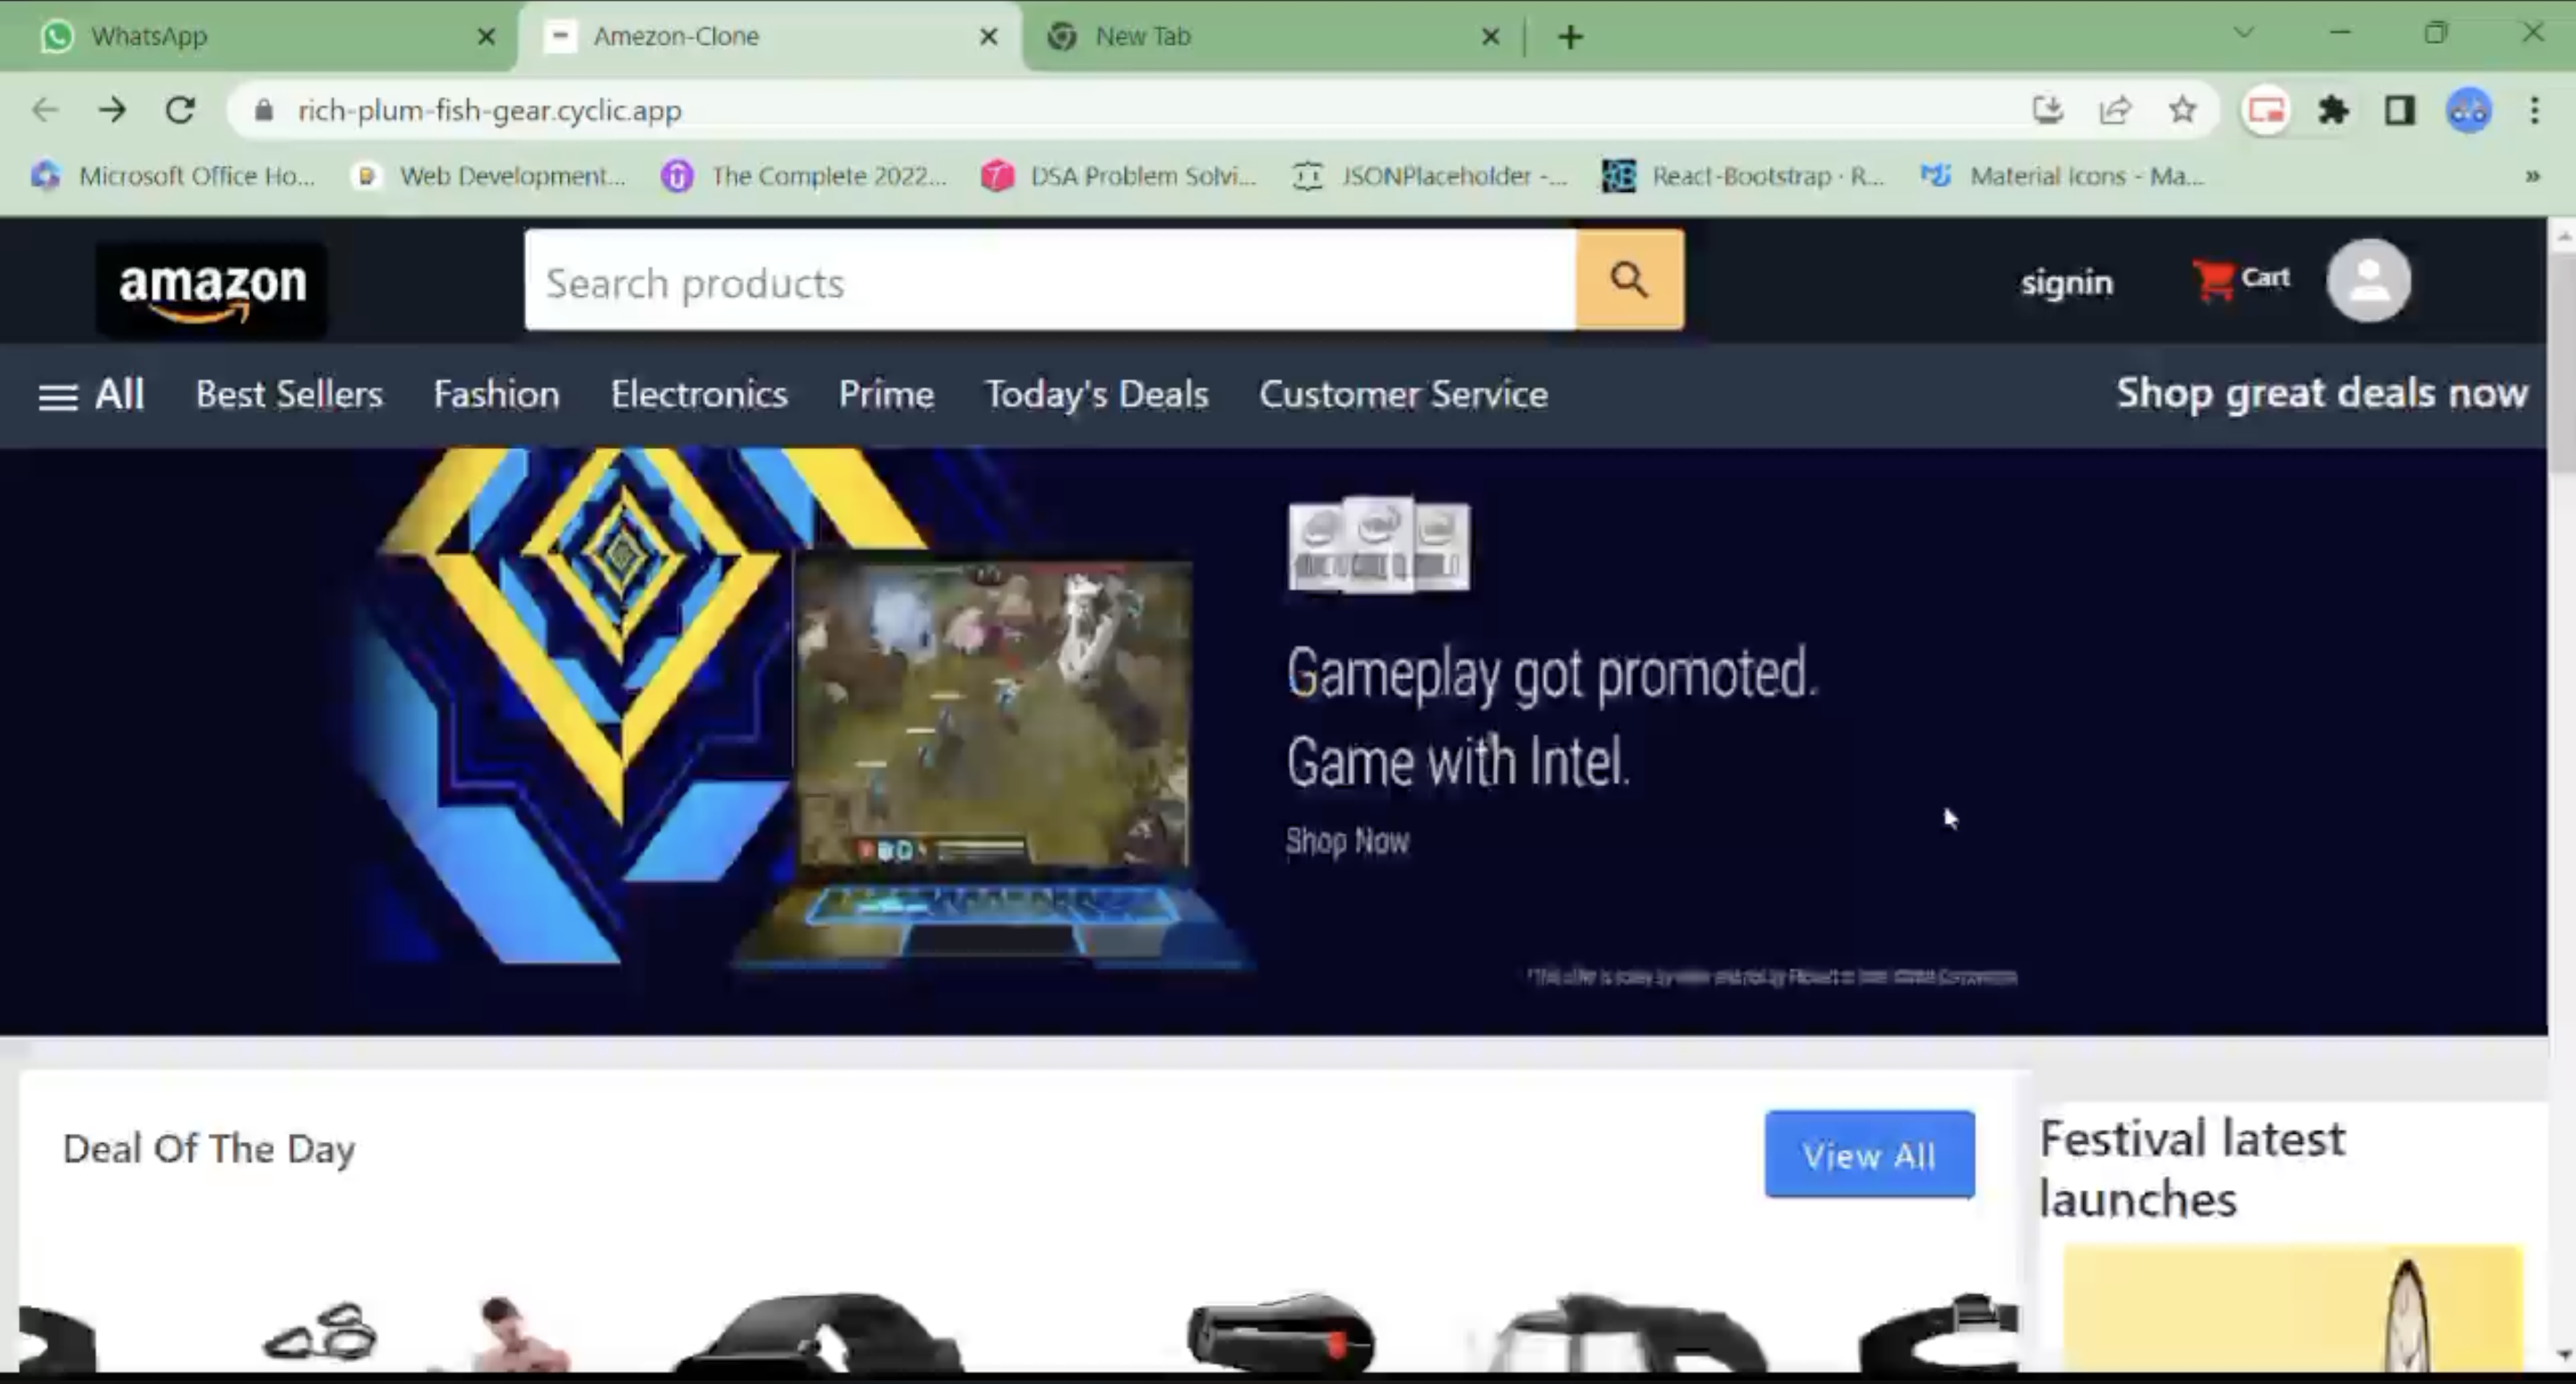 WhatsApp
Amezon-Clone
New Tab
rich-plum-fish-gear.cyclic.app
Microsoft Office Ho...
Web Development...
The Complete 2022...
DSA Problem Solvi...
JSONPlaceholder -...
React-Bootstrap · R...
Material Icons - Ma...
»
amazon
Search products
signin
Cart
All
Best Sellers
Fashion
Electronics
Prime
Today's Deals
Customer Service
Shop great deals now
Gameplay got promoted.
Game with Intel.
Shop Now
Deal Of The Day
View All
Festival latest
launches